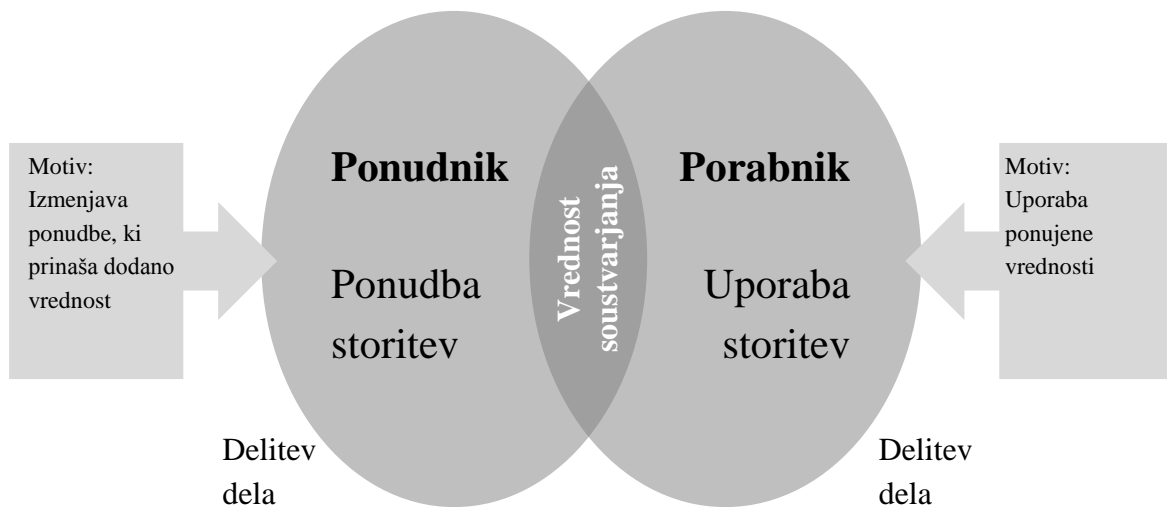 Motiv:
Izmenjava
ponudbe, ki
prinaša dodano
vrednost
Ponudnik
Ponudba
storitev
Vrednost
soustvarjanja
Porabnik
Uporaba
storitev
Motiv:
Uporaba
ponujene
vrednosti
Delitev
dela
Delitev
dela